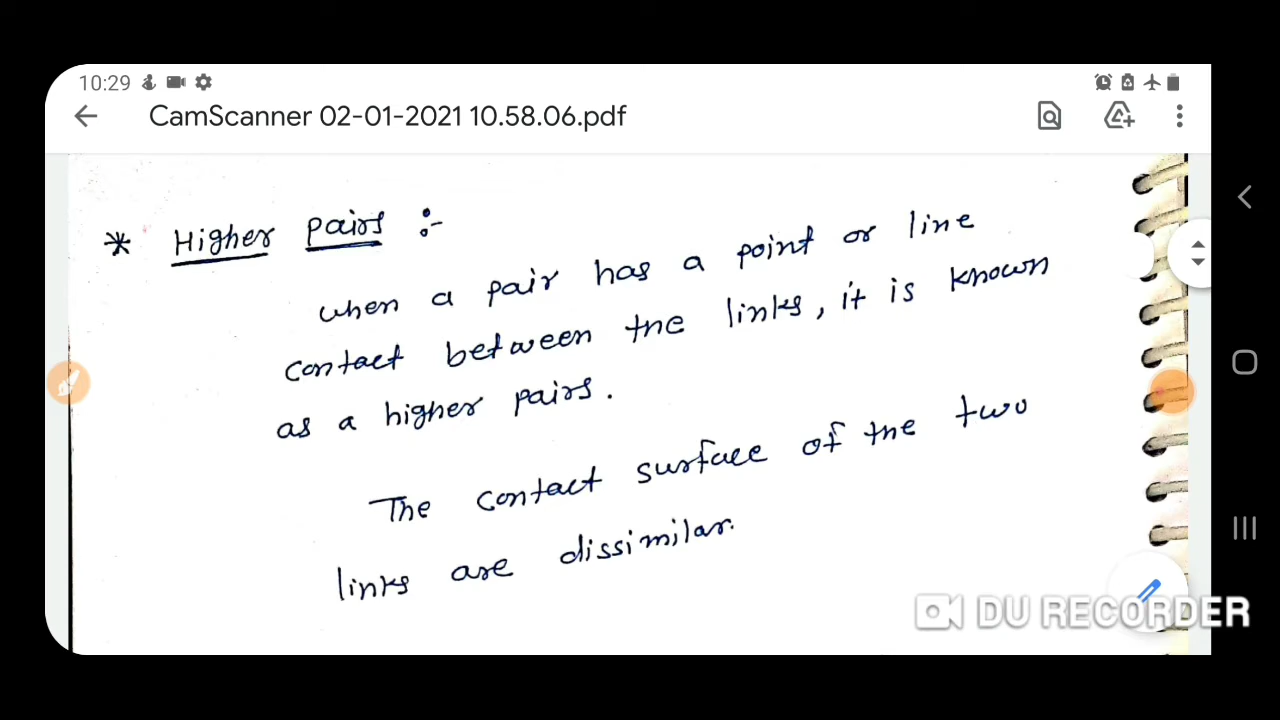 10:29
CamScanner 02-01-2021 10.58.06.pdf
* Higher Pairs :-
when a pair has a point or line
contact between the links, it is known
as a higher pairs.
The contact surface of the two
links are dissimilar.
DU RECORDER